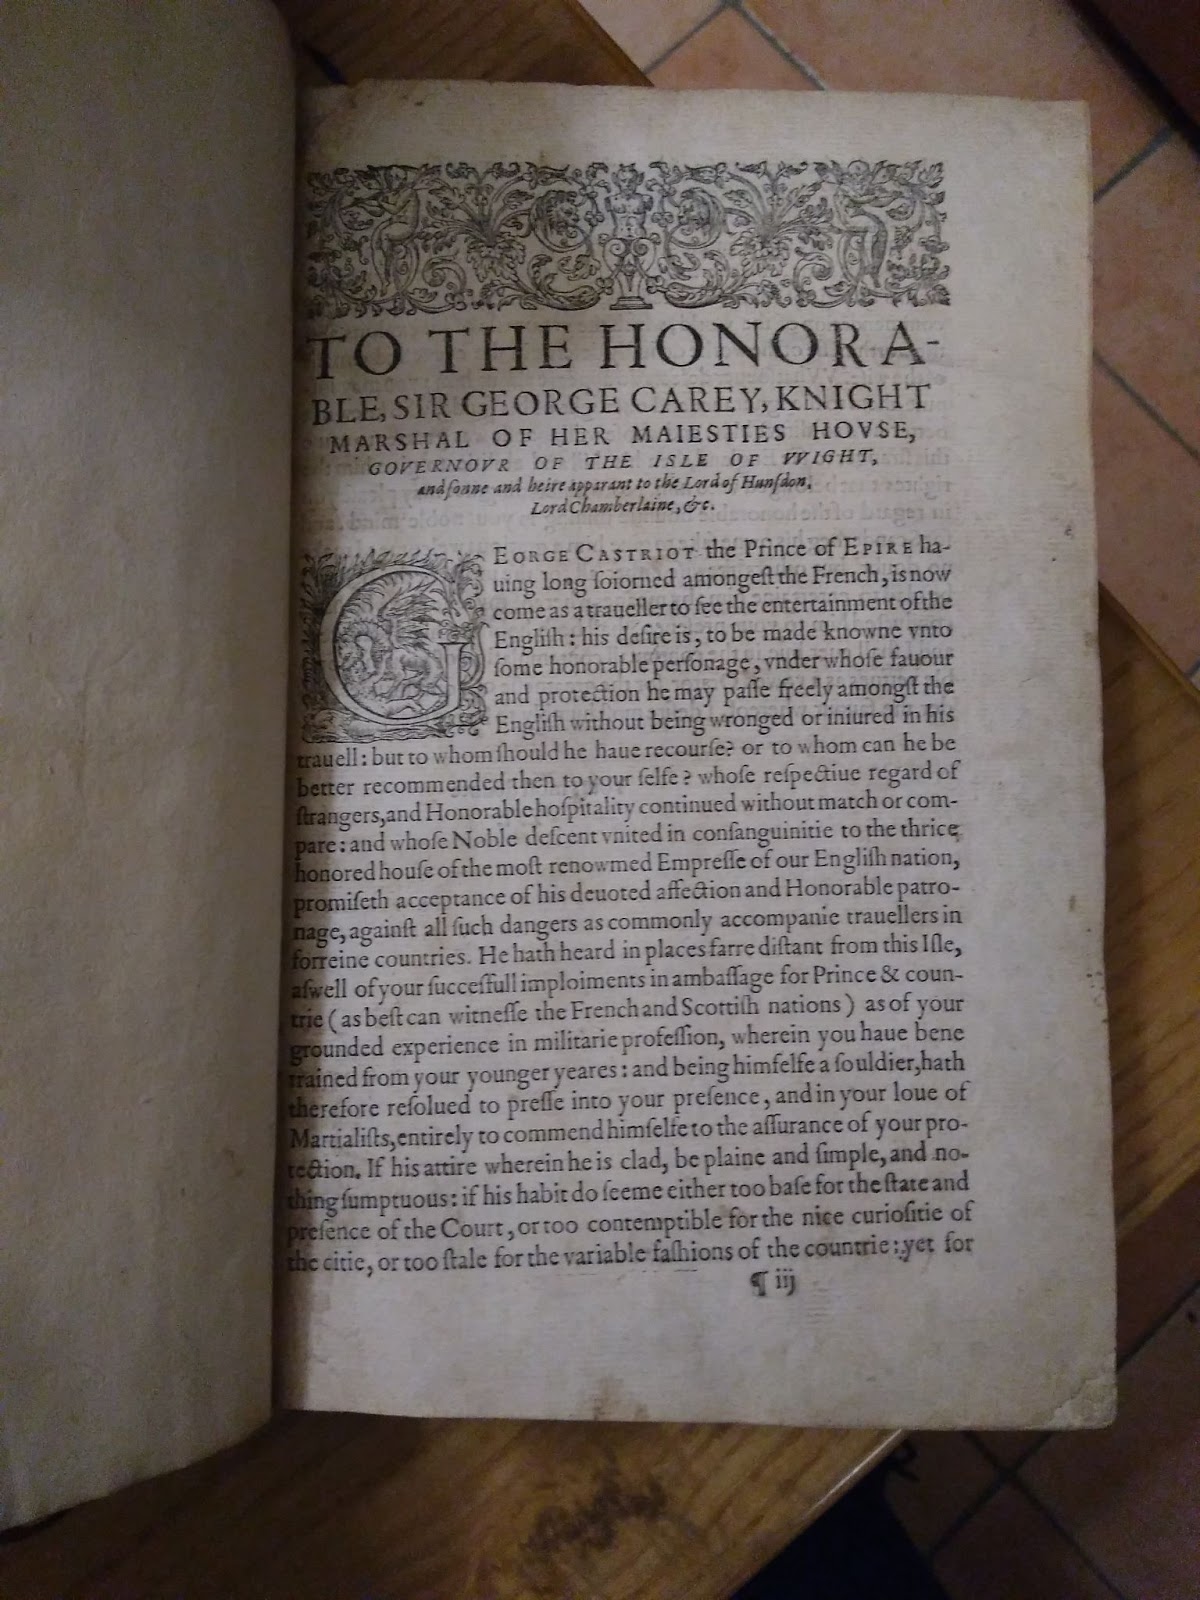 TO THE HONORA-
BLE, SIR GEORGE CAREY, KNIGHT
MARSHAL OF HER MAIESTIES HOVSE,
GOVERNOVR OF THE ISLE OF VVIGHT,
and ſonne and heire apparant to the Lord of Hunſdon,
Lord Chamberlaine, &c.
GEORGE CASTRIOT the Prince of EPIRE ha-
uing long ſoiorned amongeſt the French, is now
come as a traueller to ſee the entertainment of the
Engliſh: his deſire is, to be made knowne vnto
ſome honorable perſonage, vnder whoſe fauour
and protection he may paſſe freely amongſt the
Engliſh without being wronged or iniured in his
trauell: but to whom ſhould he haue recourſe? or to whom can he be
better recommended then to your ſelfe? whoſe reſpectiue regard of
ſtrangers, and Honorable hoſpitality continued without match or com-
pare: and whoſe Noble deſcent vnited in conſanguinitie to the thrice
honored houſe of the moſt renowmed Empreſſe of our Engliſh nation,
promiſeth acceptance of his deuoted affection and Honorable patro-
nage, againſt all ſuch dangers as commonly accompanie trauellers in
forreine countries. He hath heard in places farre diſtant from this Iſle,
aſwell of your ſucceſſfull imploiments in ambaſſage for Prince & coun-
trie (as beſt can witneſſe the French and Scottiſh nations) as of your
grounded experience in militarie profeſſion, wherein you haue bene
trained from your younger yeares: and being himſelfe a ſouldier, hath
therefore reſolued to preſſe into your preſence, and in your loue of
Martialiſts, entirely to commend himſelfe to the aſſurance of your pro-
tection. If his attire wherein he is clad, be plaine and ſimple, and no-
thing ſumptuous: if his habit do ſeeme either too baſe for the ſtate and
preſence of the Court, or too contemptible for the nice curioſitie of
the citie, or too ſtale for the variable faſhions of the countrie: yet for
¶ iij